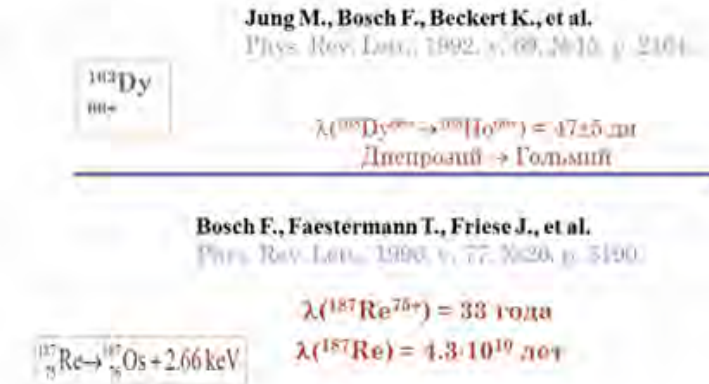 Jung M., Bosch F., Beckert K., et al.
Phys. Rev. Lett., 1992, v. 69, №15, p. 2164.
163Dy
66+
λ(163Dy66+→163Ho66+) = 47±5 дн
Диспрозий → Гольмий
Bosch F., Faestermann T., Friese J., et al.
Phys. Rev. Lett., 1996, v. 77, №26, p. 5190.
λ(187Re75+) = 33 года
187 75Re→187 76Os + 2.66 keV
λ(187Re) = 4.3·10¹⁰ лет